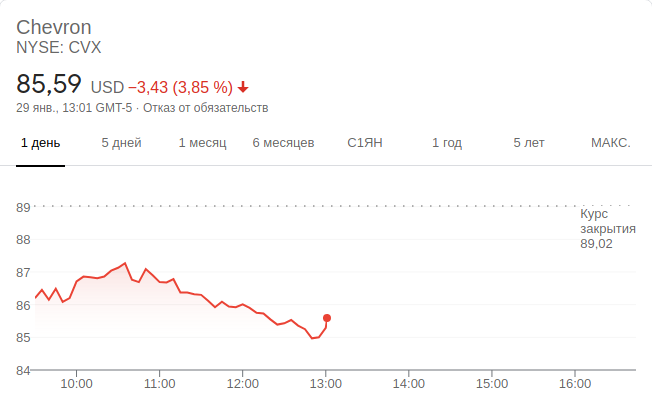 Chevron
NYSE: CVX
85,59 USD −3,43 (3,85 %)
29 янв., 13:01 GMT-5 · Отказ от обязательств
1 день 5 дней 1 месяц 6 месяцев С1ЯН 1 год 5 лет МАКС.
89
Курс
закрытия
89,02
88
87
86
85
84
10:00 11:00 12:00 13:00 14:00 15:00 16:00